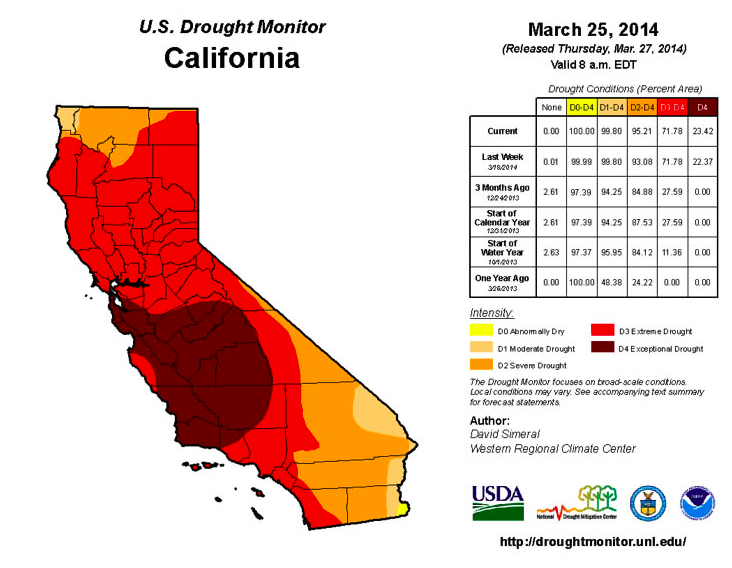 U.S. Drought Monitor
California
March 25, 2014
(Released Thursday, Mar. 27, 2014)
Valid 8 a.m. EDT
Drought Conditions (Percent Area)
None D0-D4 D1-D4 D2-D4 D3-D4 D4
Current 0.00 100.00 99.80 95.21 71.78 23.42
Last Week
3/18/2014 0.01 99.99 99.80 93.08 71.78 22.37
3 Months Ago
12/24/2013 2.61 97.39 94.25 84.88 27.59 0.00
Start of
Calendar Year
12/31/2013 2.61 97.39 94.25 87.53 27.59 0.00
Start of
Water Year
10/1/2013 2.63 97.37 95.95 84.12 11.36 0.00
One Year Ago
3/26/2013 0.00 100.00 48.38 24.22 0.00 0.00
Intensity:
D0 Abnormally Dry
D1 Moderate Drought
D2 Severe Drought
D3 Extreme Drought
D4 Exceptional Drought
The Drought Monitor focuses on broad-scale conditions.
Local conditions may vary. See accompanying text summary
for forecast statements.
Author:
David Simeral
Western Regional Climate Center
USDA
National Drought Mitigation Center
http://droughtmonitor.unl.edu/